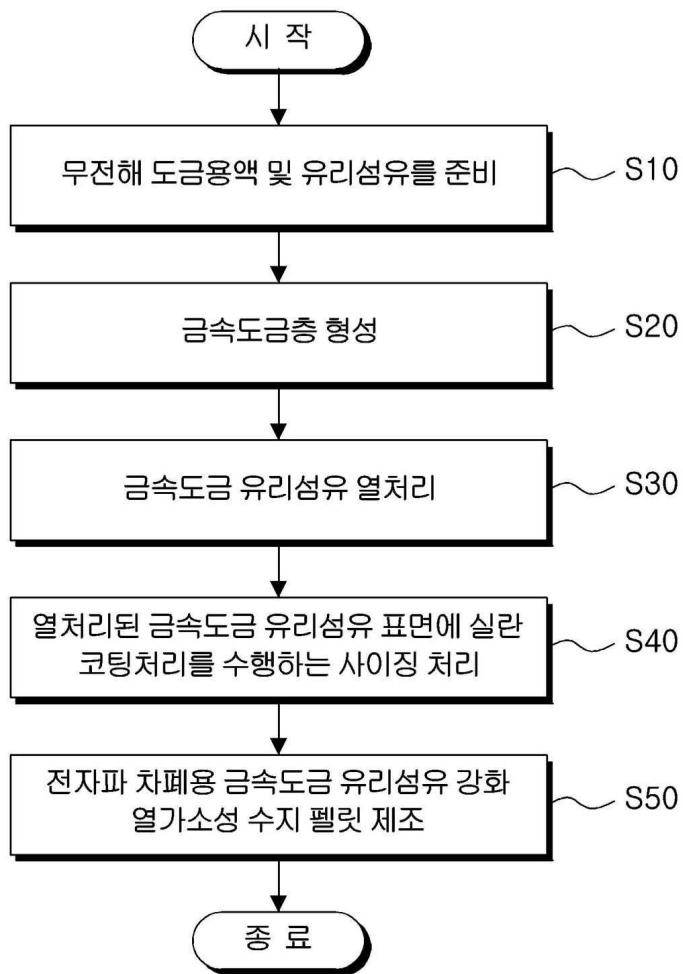 시 작
무전해 도금용액 및 유리섬유를 준비
S10
금속도금층 형성
S20
금속도금 유리섬유 열처리
S30
열처리된 금속도금 유리섬유 표면에 실란
코팅처리를 수행하는 사이징 처리
S40
전자파 차폐용 금속도금 유리섬유 강화
열가소성 수지 펠릿 제조
S50
종 료